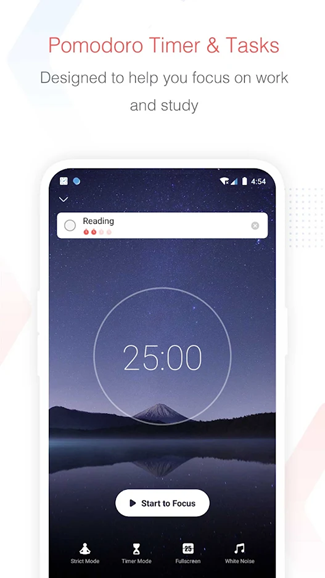 Pomodoro Timer & Tasks
Designed to help you focus on work
and study
4:54
Reading
25:00
Start to Focus
25
Strict Mode Timer Mode Fullscreen White Noise